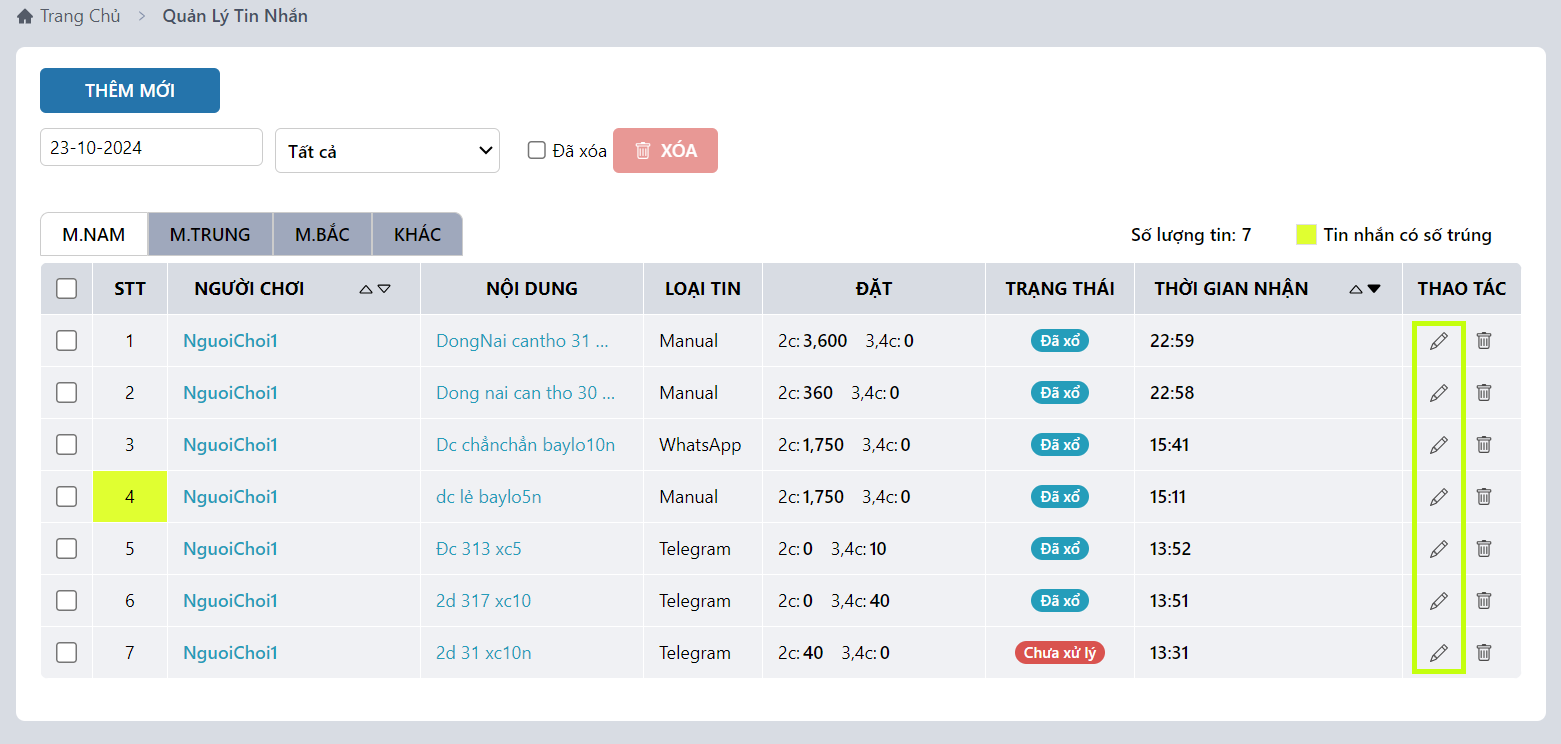 Trang Chủ > Quản Lý Tin Nhắn
THÊM MỚI
23-10-2024 Tất cả Đã xóa XÓA
M.NAM M.TRUNG M.BẮC KHÁC Số lượng tin: 7 Tin nhắn có số trúng
STT NGƯỜI CHƠI NỘI DUNG LOẠI TIN ĐẶT TRẠNG THÁI THỜI GIAN NHẬN THAO TÁC
1 NguoiChoi1 DongNai cantho 31 ... Manual 2c: 3,600 3,4c: 0 Đã xổ 22:59
2 NguoiChoi1 Dong nai can tho 30 ... Manual 2c: 360 3,4c: 0 Đã xổ 22:58
3 NguoiChoi1 Dc chẳnchẳn baylo10n WhatsApp 2c: 1,750 3,4c: 0 Đã xổ 15:41
4 NguoiChoi1 dc lẻ baylo5n Manual 2c: 1,750 3,4c: 0 Đã xổ 15:11
5 NguoiChoi1 Đc 313 xc5 Telegram 2c: 0 3,4c: 10 Đã xổ 13:52
6 NguoiChoi1 2d 317 xc10 Telegram 2c: 0 3,4c: 40 Đã xổ 13:51
7 NguoiChoi1 2d 31 xc10n Telegram 2c: 40 3,4c: 0 Chưa xử lý 13:31